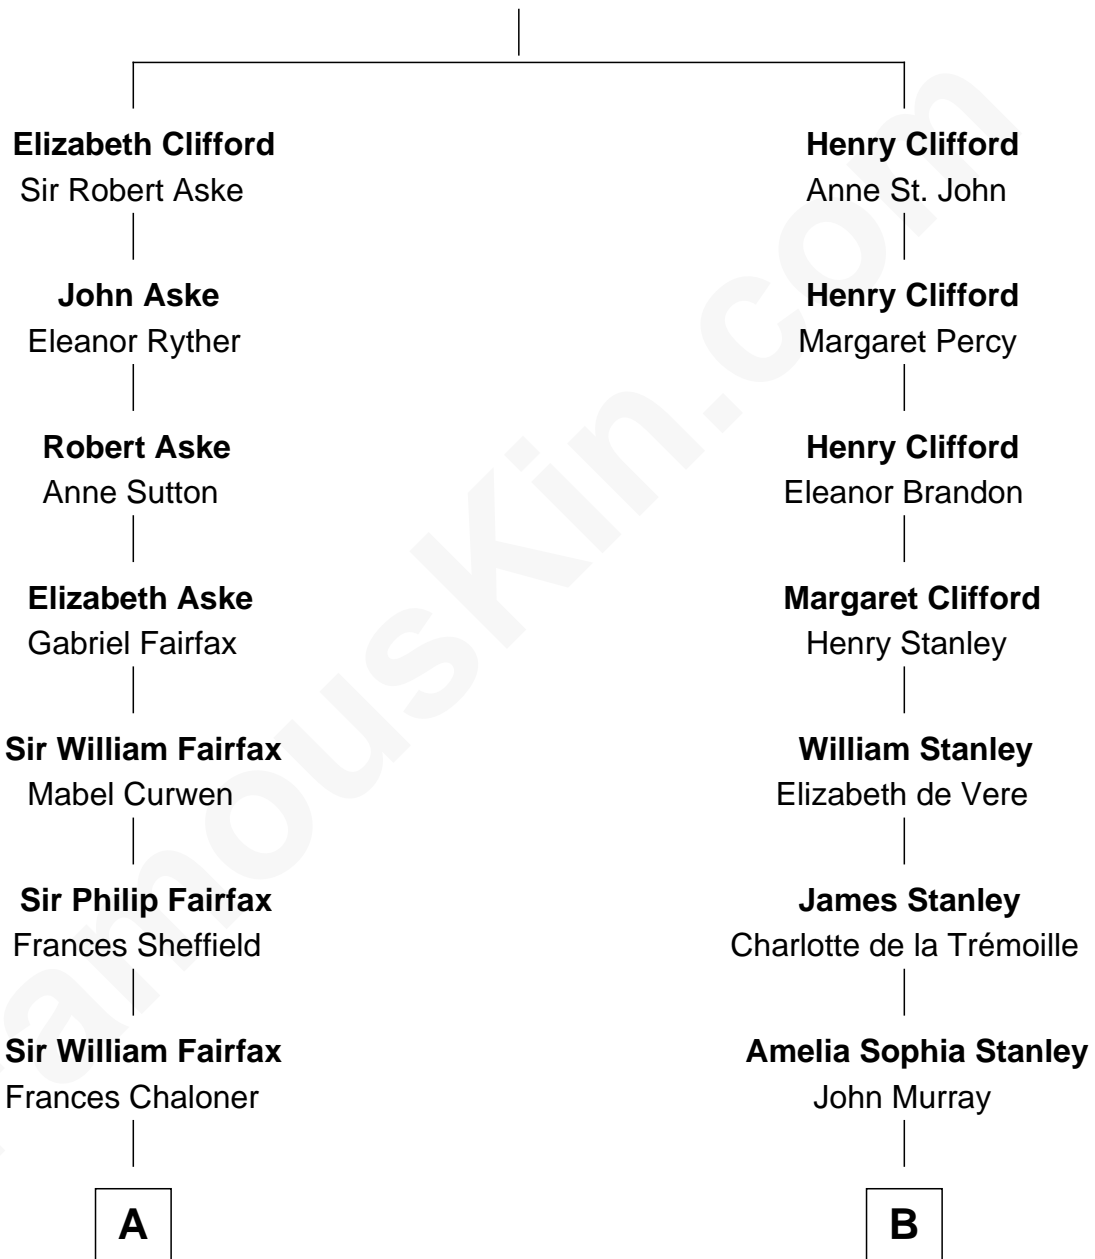 Elizabeth Clifford
Sir Robert Aske
John Aske
Eleanor Ryther
Robert Aske
Anne Sutton
Elizabeth Aske
Gabriel Fairfax
Sir William Fairfax
Mabel Curwen
Sir Philip Fairfax
Frances Sheffield
Sir William Fairfax
Frances Chaloner
A
Henry Clifford
Anne St. John
Henry Clifford
Margaret Percy
Henry Clifford
Eleanor Brandon
Margaret Clifford
Henry Stanley
William Stanley
Elizabeth de Vere
James Stanley
Charlotte de la Trémoille
Amelia Sophia Stanley
John Murray
B
FamousKin.com